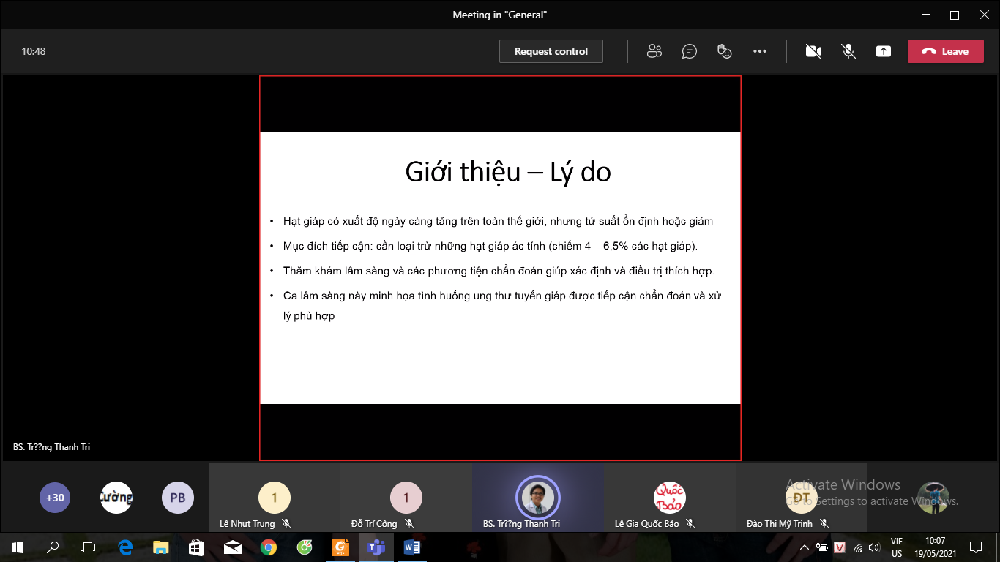 Meeting in "General"
10:48
Request control
Leave
Giới thiệu – Lý do
• Hạt giáp có xuất độ ngày càng tăng trên toàn thế giới, nhưng tử suất ổn định hoặc giảm
• Mục đích tiếp cận: cần loại trừ những hạt giáp ác tính (chiếm 4 – 6,5% các hạt giáp).
• Thăm khám lâm sàng và các phương tiện chẩn đoán giúp xác định và điều trị thích hợp.
• Ca lâm sàng này minh họa tình huống ung thư tuyến giáp được tiếp cận chẩn đoán và xử
lý phù hợp
BS. Tr??ng Thanh Tri
+30
Cường
PB
1
1
Quốc
Bảo
ĐT
Lê Nhựt Trung
Đỗ Trí Công
BS. Tr??ng Thanh Tri
Lê Gia Quốc Bảo
Đào Thị Mỹ Trinh
Activate Windows
Go to Settings to activate Windows.
VIE
US
10:07
19/05/2021